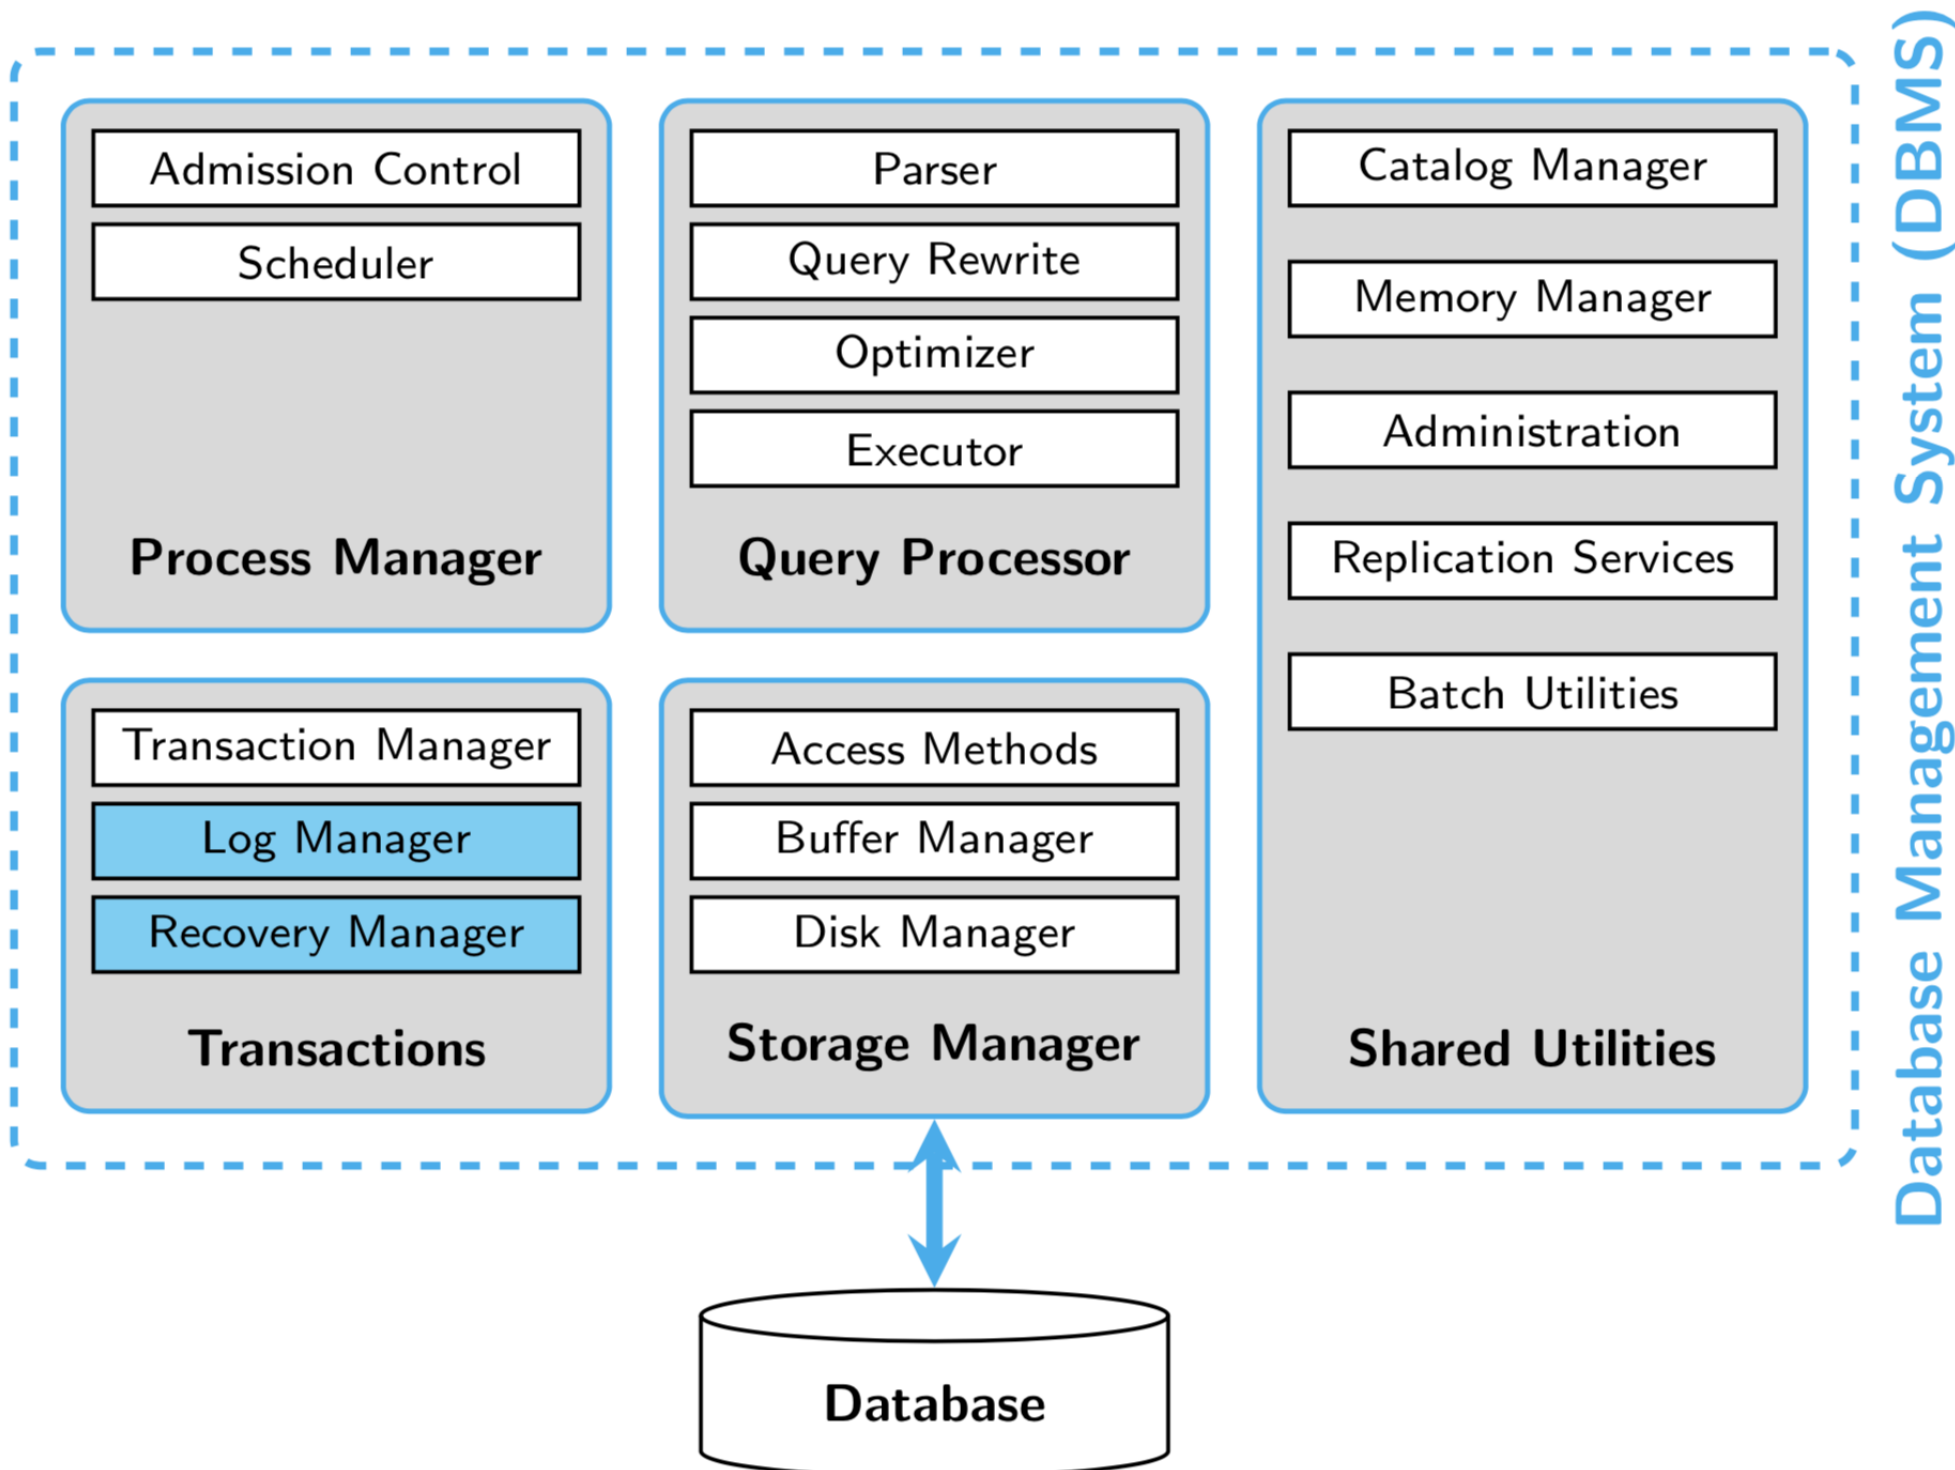 Admission Control
Scheduler
Process Manager
Parser
Query Rewrite
Optimizer
Executor
Query Processor
Catalog Manager
Memory Manager
Administration
Replication Services
Batch Utilities
Shared Utilities
Transaction Manager
Log Manager
Recovery Manager
Transactions
Access Methods
Buffer Manager
Disk Manager
Storage Manager
Database
Database Management System (DBMS)